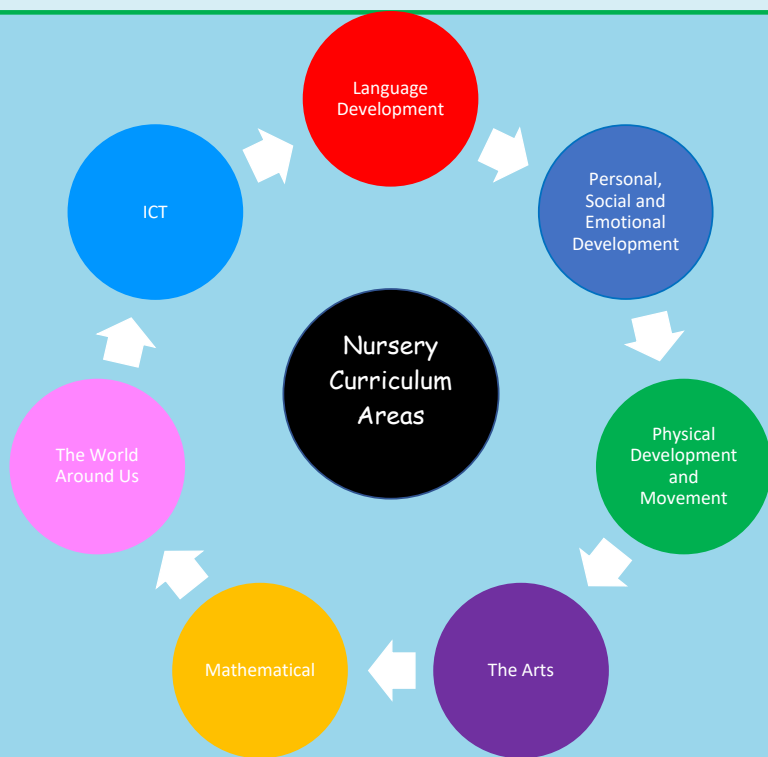 Language
Development
Personal,
Social and
Emotional
Development
Physical
Development
and
Movement
The Arts
Mathematical
The World
Around Us
ICT
Nursery
Curriculum
Areas